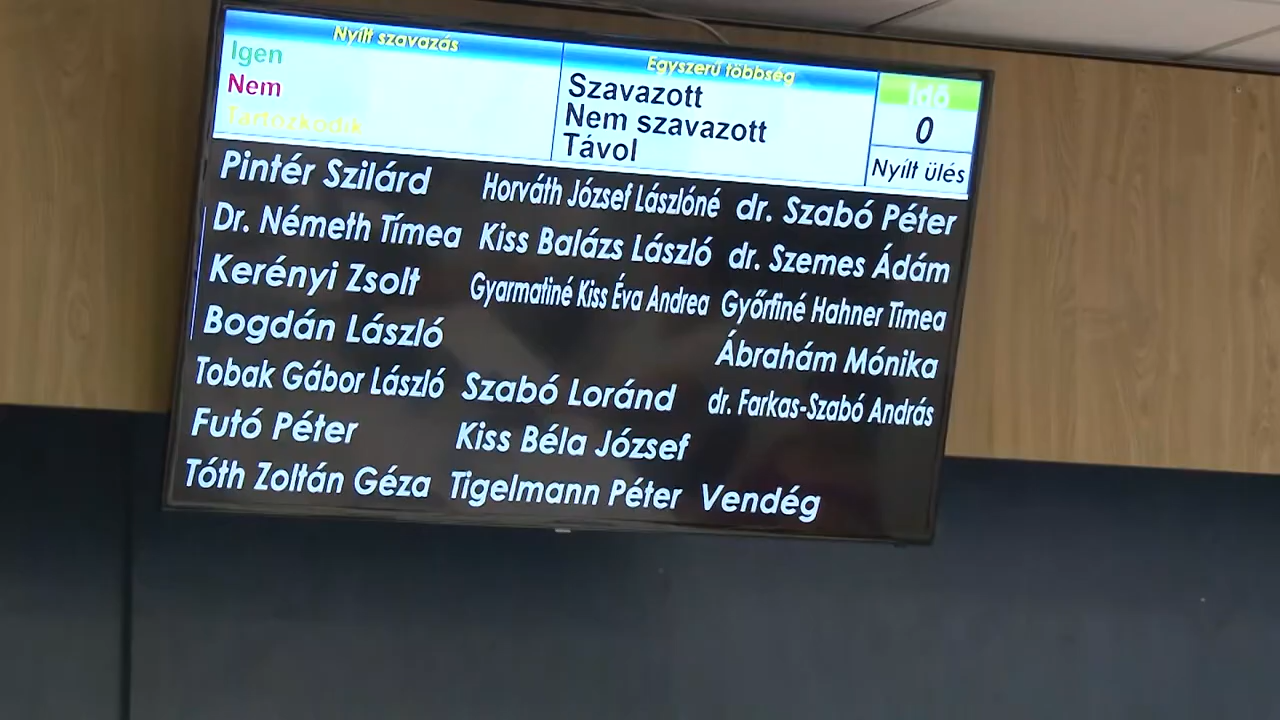 Nyílt szavazás
Igen
Nem
Tartózkodik
Egyszerű többség
Szavazott
Nem szavazott
Távol
Idő
0
Nyílt ülés
Pintér Szilárd Horváth József Lászlóné dr. Szabó Péter
Dr. Németh Tímea Kiss Balázs László dr. Szemes Ádám
Kerényi Zsolt Gyarmatiné Kiss Éva Andrea Győrfiné Hahner Tímea
Bogdán László Ábrahám Mónika
Tobak Gábor László Szabó Loránd dr. Farkas-Szabó András
Futó Péter Kiss Béla József
Tóth Zoltán Géza Tigelmann Péter Vendég